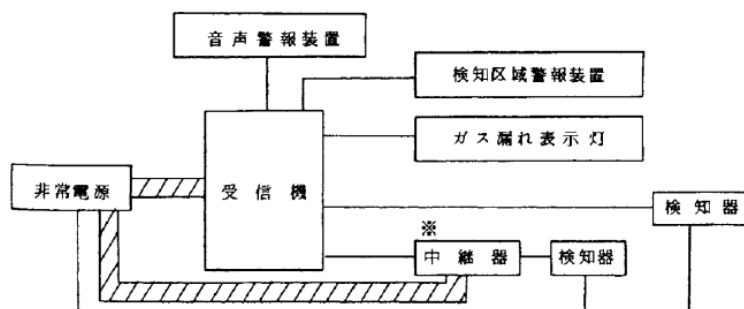 音声警報装置
検知区域警報装置
ガス漏れ表示灯
非常電源
受信機
検知器
※
中継器
検知器